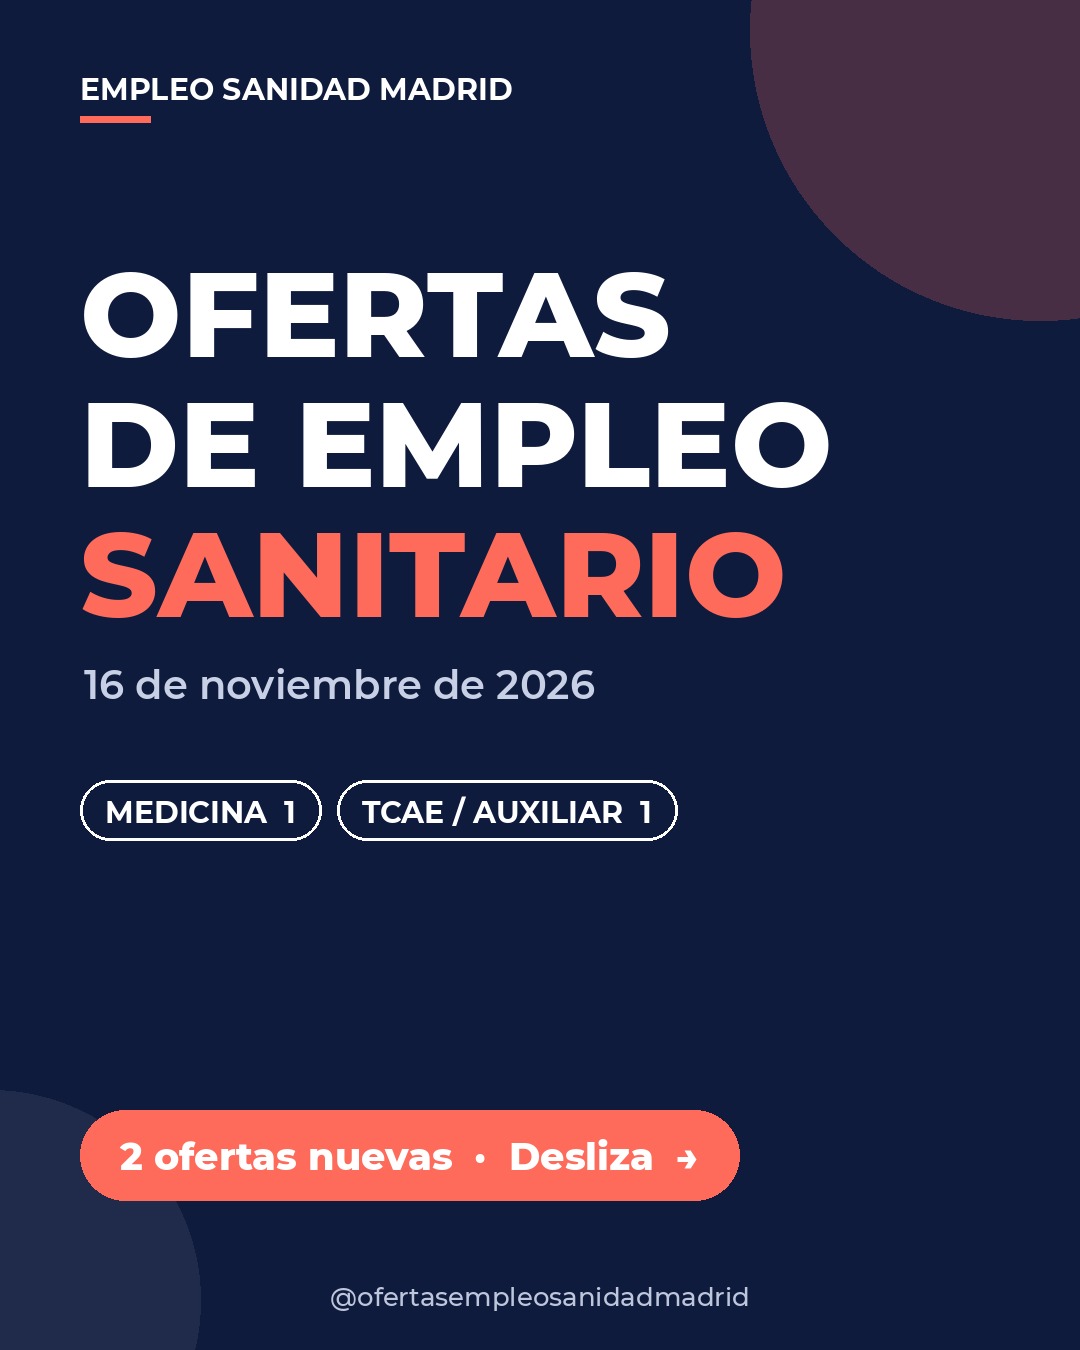 EMPLEO SANIDAD MADRID
OFERTAS
DE EMPLEO
SANITARIO
16 de noviembre de 2026
MEDICINA 1
TCAE / AUXILIAR 1
2 ofertas nuevas · Desliza →
@ofertasempleosanidadmadrid